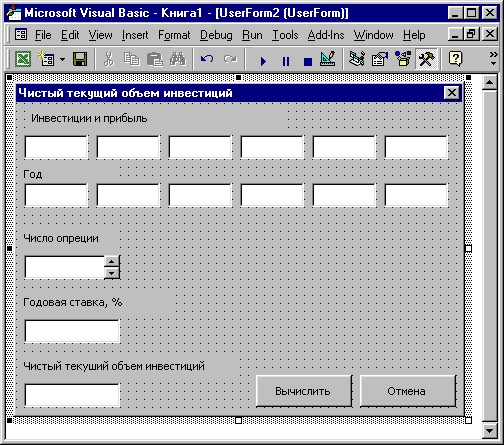 Microsoft Visual Basic - Книга1 - [UserForm2 (UserForm)]
File Edit View Insert Format Debug Run Tools Add-Ins Window Help
Чистый текущий объем инвестиций
Инвестиции и прибыль
Год
Число опреции
Годовая ставка, %
Чистый текуший объем инвестиций
Вычислить Отмена